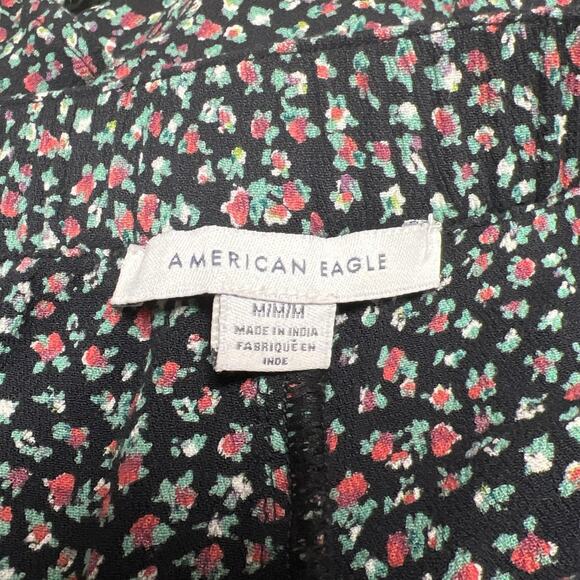 AMERICAN EAGLE
M/M/M
MADE IN INDIA
FABRIQUÉ EN
INDE